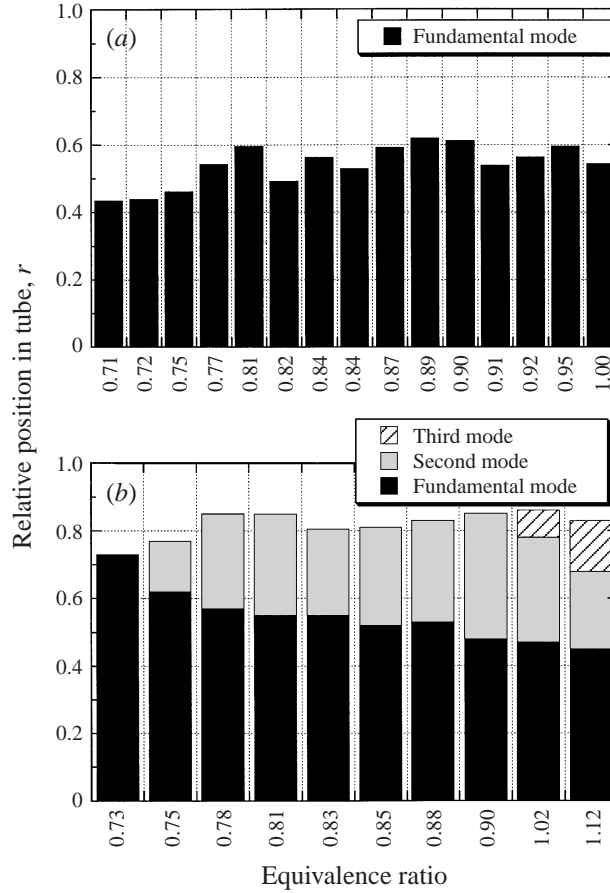 (a)
Fundamental mode
1.0
0.8
0.6
0.4
0.2
0
0.71 0.72 0.75 0.77 0.81 0.82 0.84 0.84 0.87 0.89 0.90 0.91 0.92 0.95 1.00
Relative position in tube, r
Third mode
Second mode
Fundamental mode
(b)
1.0
0.8
0.6
0.4
0.2
0
0.73 0.75 0.78 0.81 0.83 0.85 0.88 0.90 1.02 1.12
Equivalence ratio